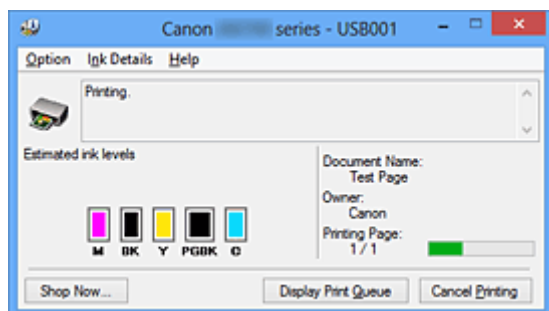 Canon series - USB001
Option Ink Details Help
Printing.
Estimated ink levels
Document Name:
Test Page
Owner:
Canon
Printing Page:
1 / 1
M BK Y PGBK C
Shop Now... Display Print Queue Cancel Printing